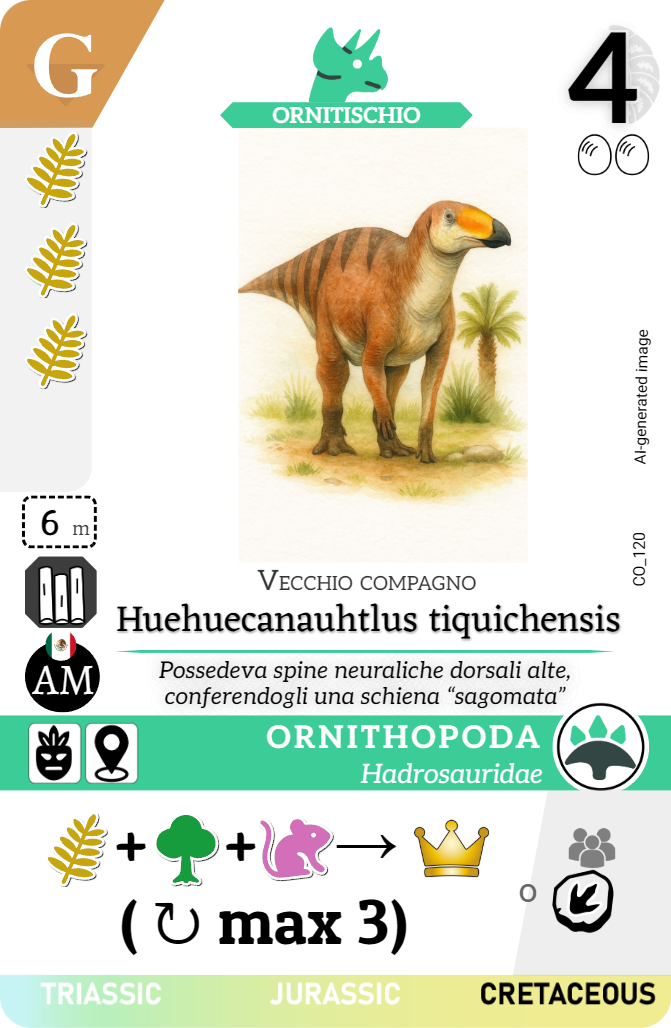 G
ORNITISCHIO
4
AI-generated image
CO_120
6 m
AM
Vecchio compagno
Huehuecanauhtlus tiquichensis
Possedeva spine neuraliche dorsali alte,
conferendogli una schiena “sagomata”
ORNITHOPODA
Hadrosauridae
+ + →
( ↻ max 3)
o
TRIASSIC JURASSIC CRETACEOUS